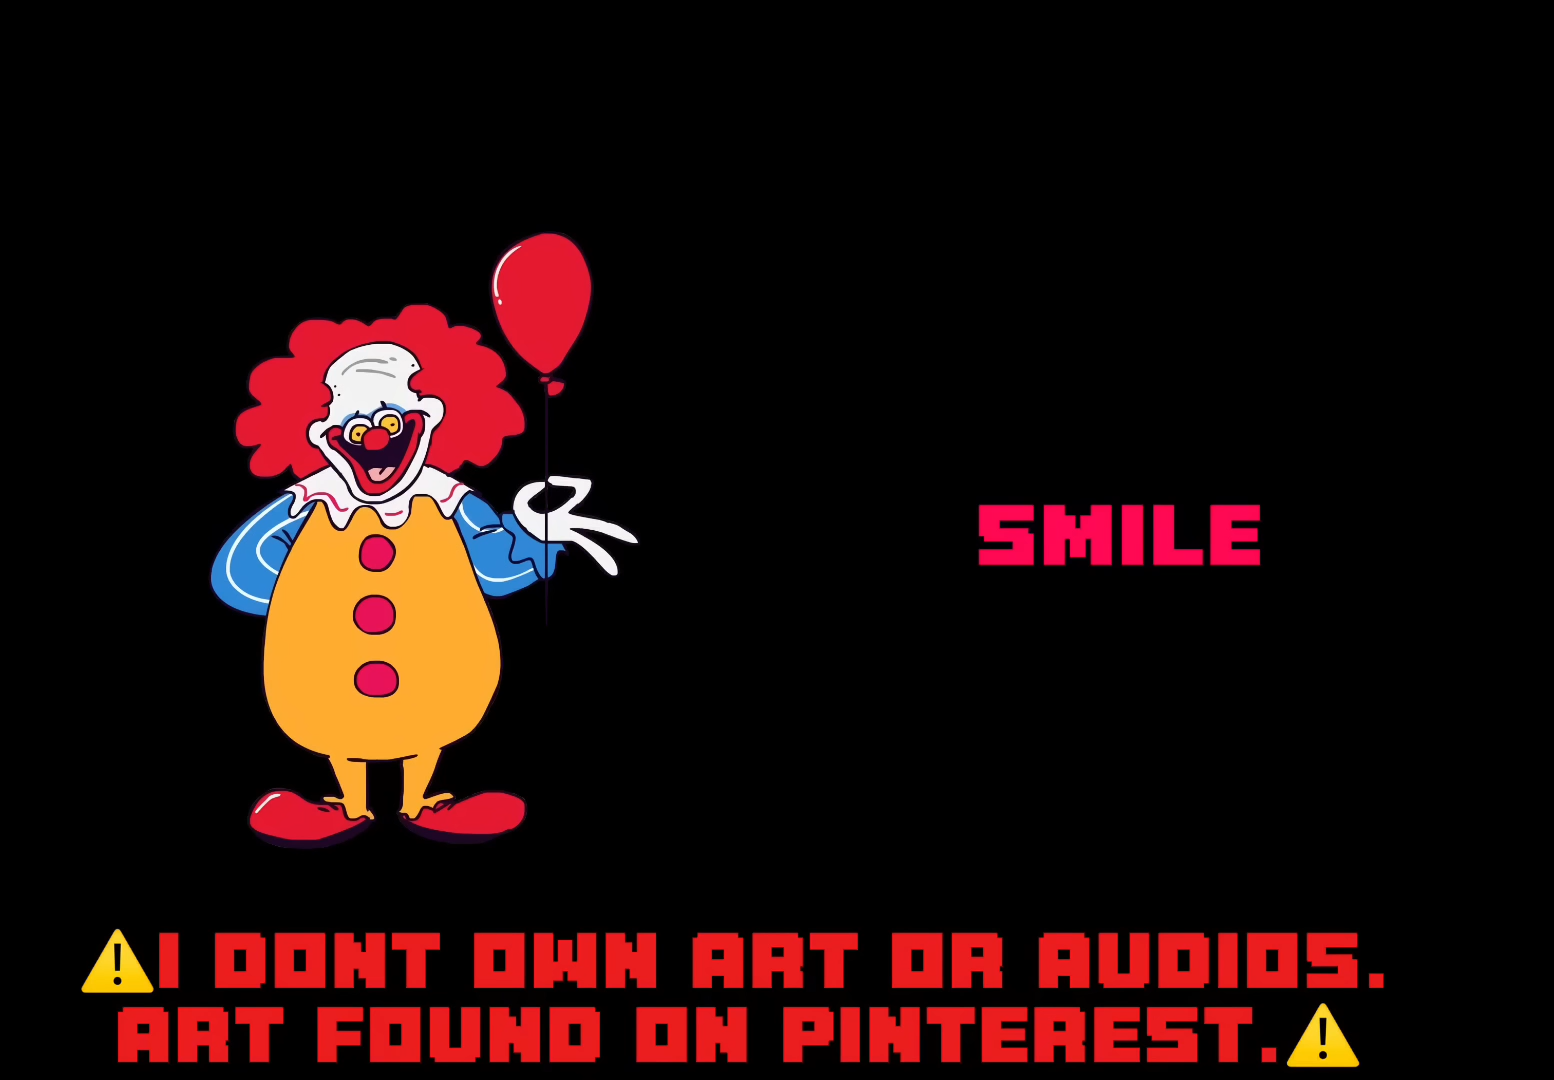 SMILE
⚠️I DONT OWN ART OR AUDIOS.
ART FOUND ON PINTEREST.⚠️